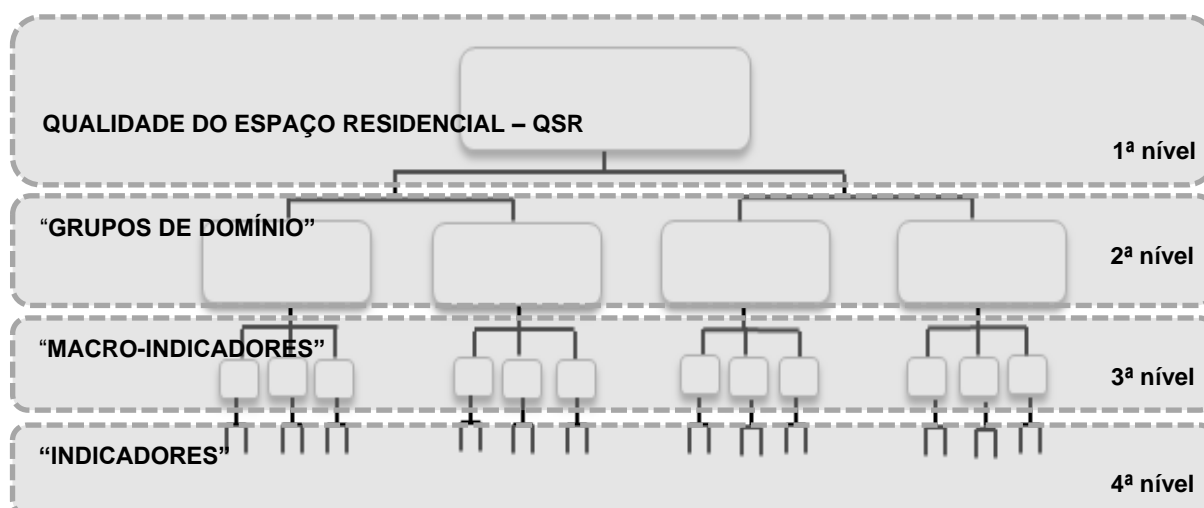 QUALIDADE DO ESPAÇO RESIDENCIAL – QSR
1ª nível
“GRUPOS DE DOMÍNIO”
2ª nível
“MACRO-INDICADORES”
3ª nível
“INDICADORES”
4ª nível